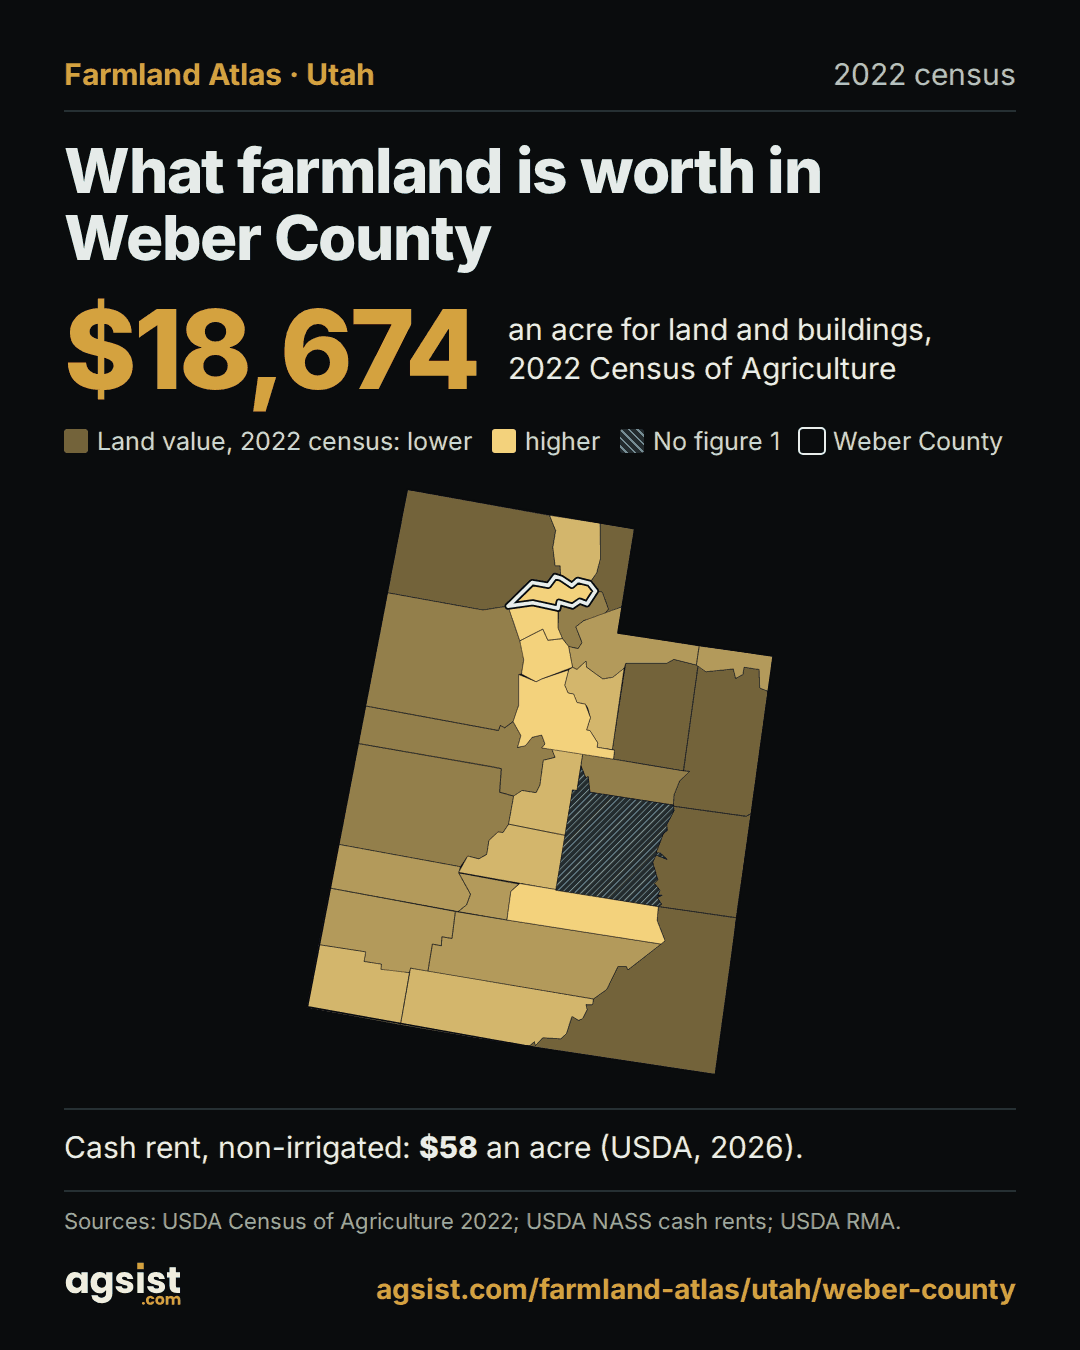 Farmland Atlas · Utah
2022 census
What farmland is worth in
Weber County
$18,674
an acre for land and buildings,
2022 Census of Agriculture
Land value, 2022 census: lower
higher
No figure 1
Weber County
Cash rent, non-irrigated: $58 an acre (USDA, 2026).
Sources: USDA Census of Agriculture 2022; USDA NASS cash rents; USDA RMA.
agsist
.com
agsist.com/farmland-atlas/utah/weber-county